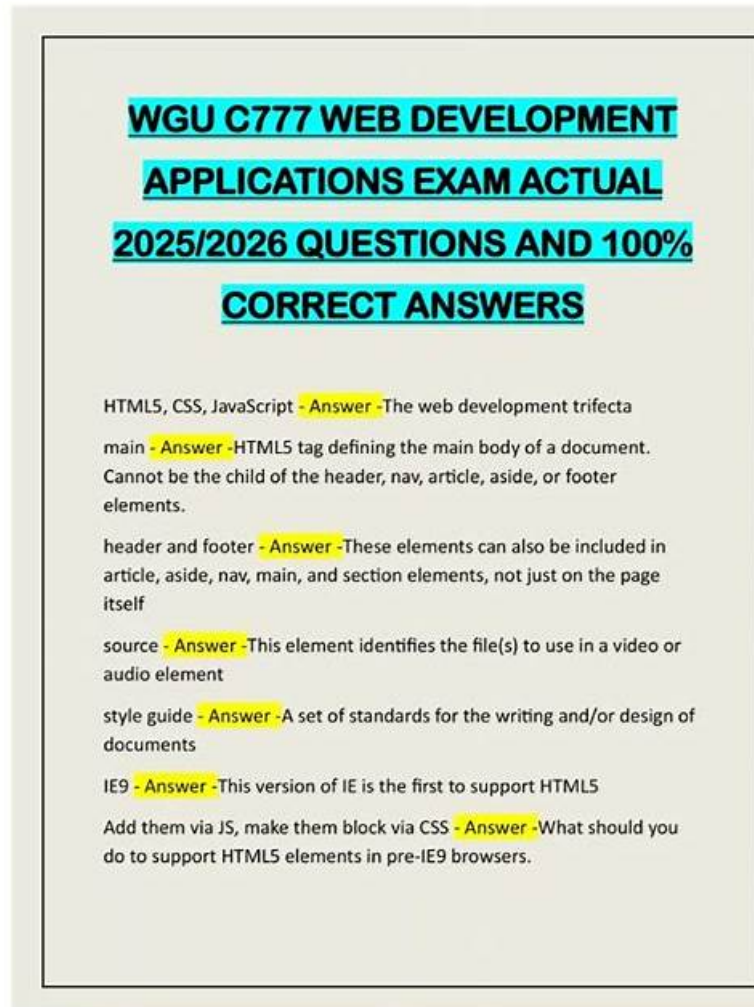 WGU C777 WEB DEVELOPMENT
APPLICATIONS EXAM ACTUAL
2025/2026 QUESTIONS AND 100%
CORRECT ANSWERS
HTML5, CSS, JavaScript - Answer -The web development trifecta
main - Answer -HTML5 tag defining the main body of a document.
Cannot be the child of the header, nav, article, aside, or footer
elements.
header and footer - Answer -These elements can also be included in
article, aside, nav, main, and section elements, not just on the page
itself
source - Answer -This element identifies the file(s) to use in a video or
audio element
style guide - Answer -A set of standards for the writing and/or design of
documents
IE9 - Answer -This version of IE is the first to support HTML5
Add them via JS, make them block via CSS - Answer -What should you
do to support HTML5 elements in pre-IE9 browsers.